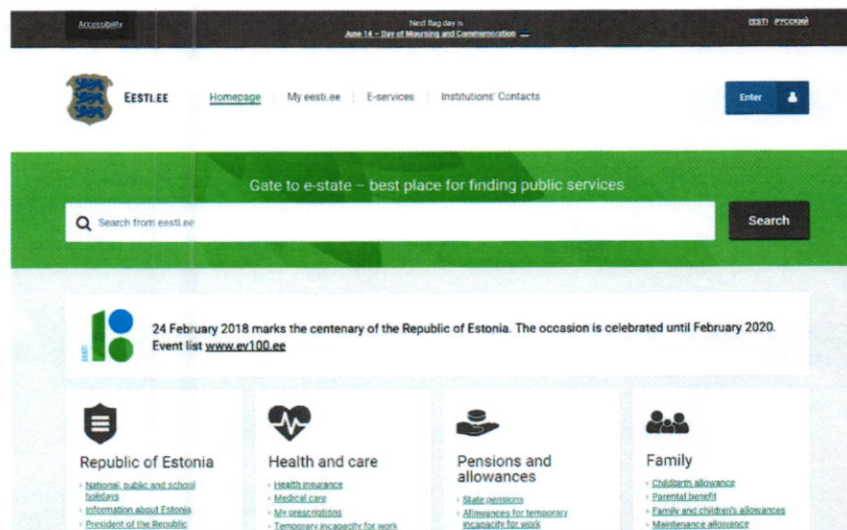 Accessibility
Next flag day is
June 14 – Day of Mourning and Commemoration
EESTI РУССКИЙ
EESTI.EE
Homepage
My eesti.ee
E-services
Institutions' Contacts
Enter
Gate to e-state – best place for finding public services
Search from eesti.ee
Search
EESTI
24 February 2018 marks the centenary of the Republic of Estonia. The occasion is celebrated until February 2020.
Event list www.ev100.ee
Republic of Estonia
National, public and school
holidays
Information about Estonia
President of the Republic
Health and care
Health insurance
Medical care
My prescriptions
Temporary incapacity for work
Pensions and
allowances
State pensions
Allowances for temporary
incapacity for work
Family
Childbirth allowance
Parental benefit
Family and children's allowances
Maintenance allowance